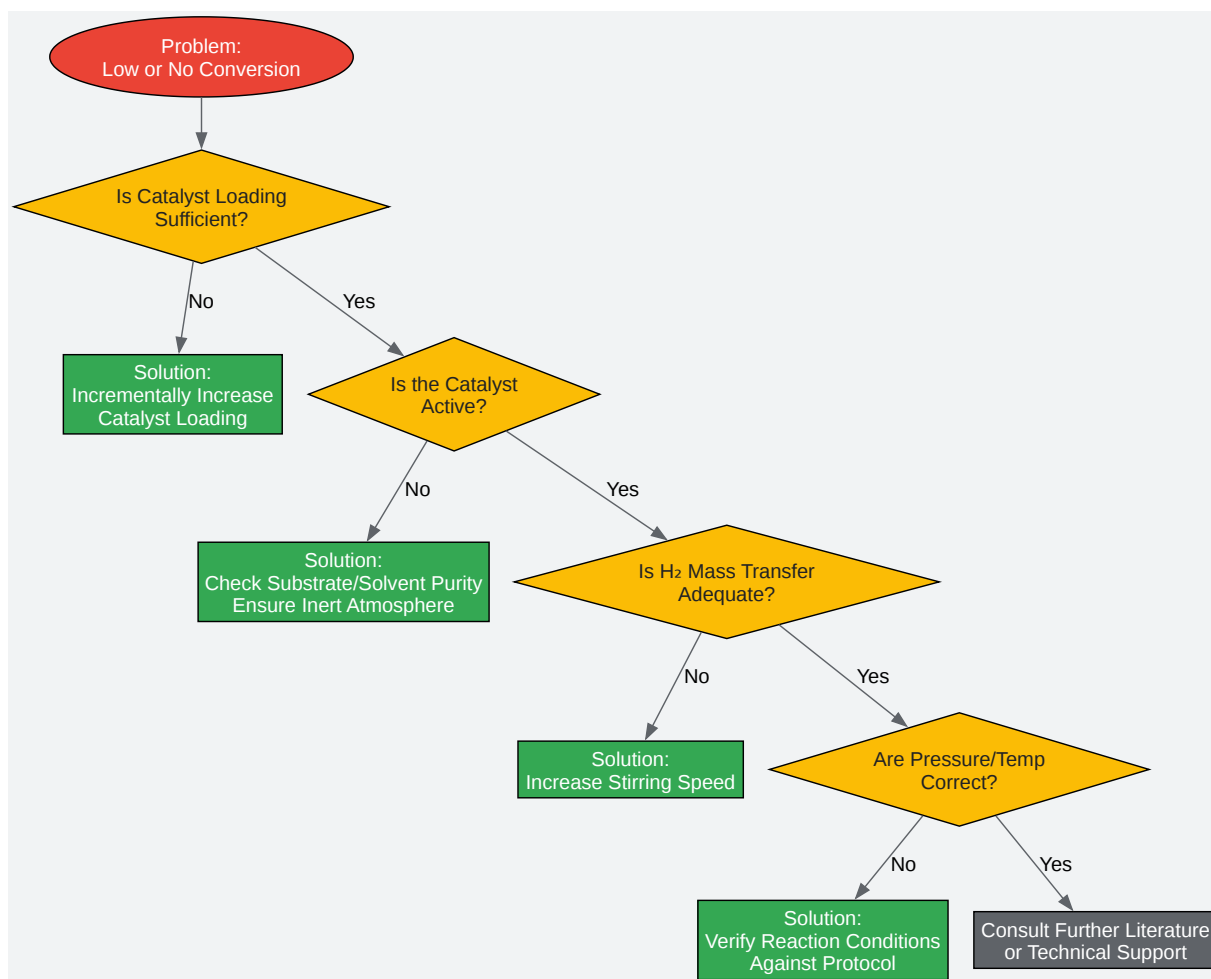 Problem:
Low or No Conversion
Is Catalyst Loading
Sufficient?
No
Yes
Solution:
Incrementally Increase
Catalyst Loading
Is the Catalyst
Active?
No
Yes
Solution:
Check Substrate/Solvent Purity
Ensure Inert Atmosphere
Is H₂ Mass Transfer
Adequate?
No
Yes
Solution:
Increase Stirring Speed
Are Pressure/Temp
Correct?
No
Yes
Solution:
Verify Reaction Conditions
Against Protocol
Consult Further Literature
or Technical Support